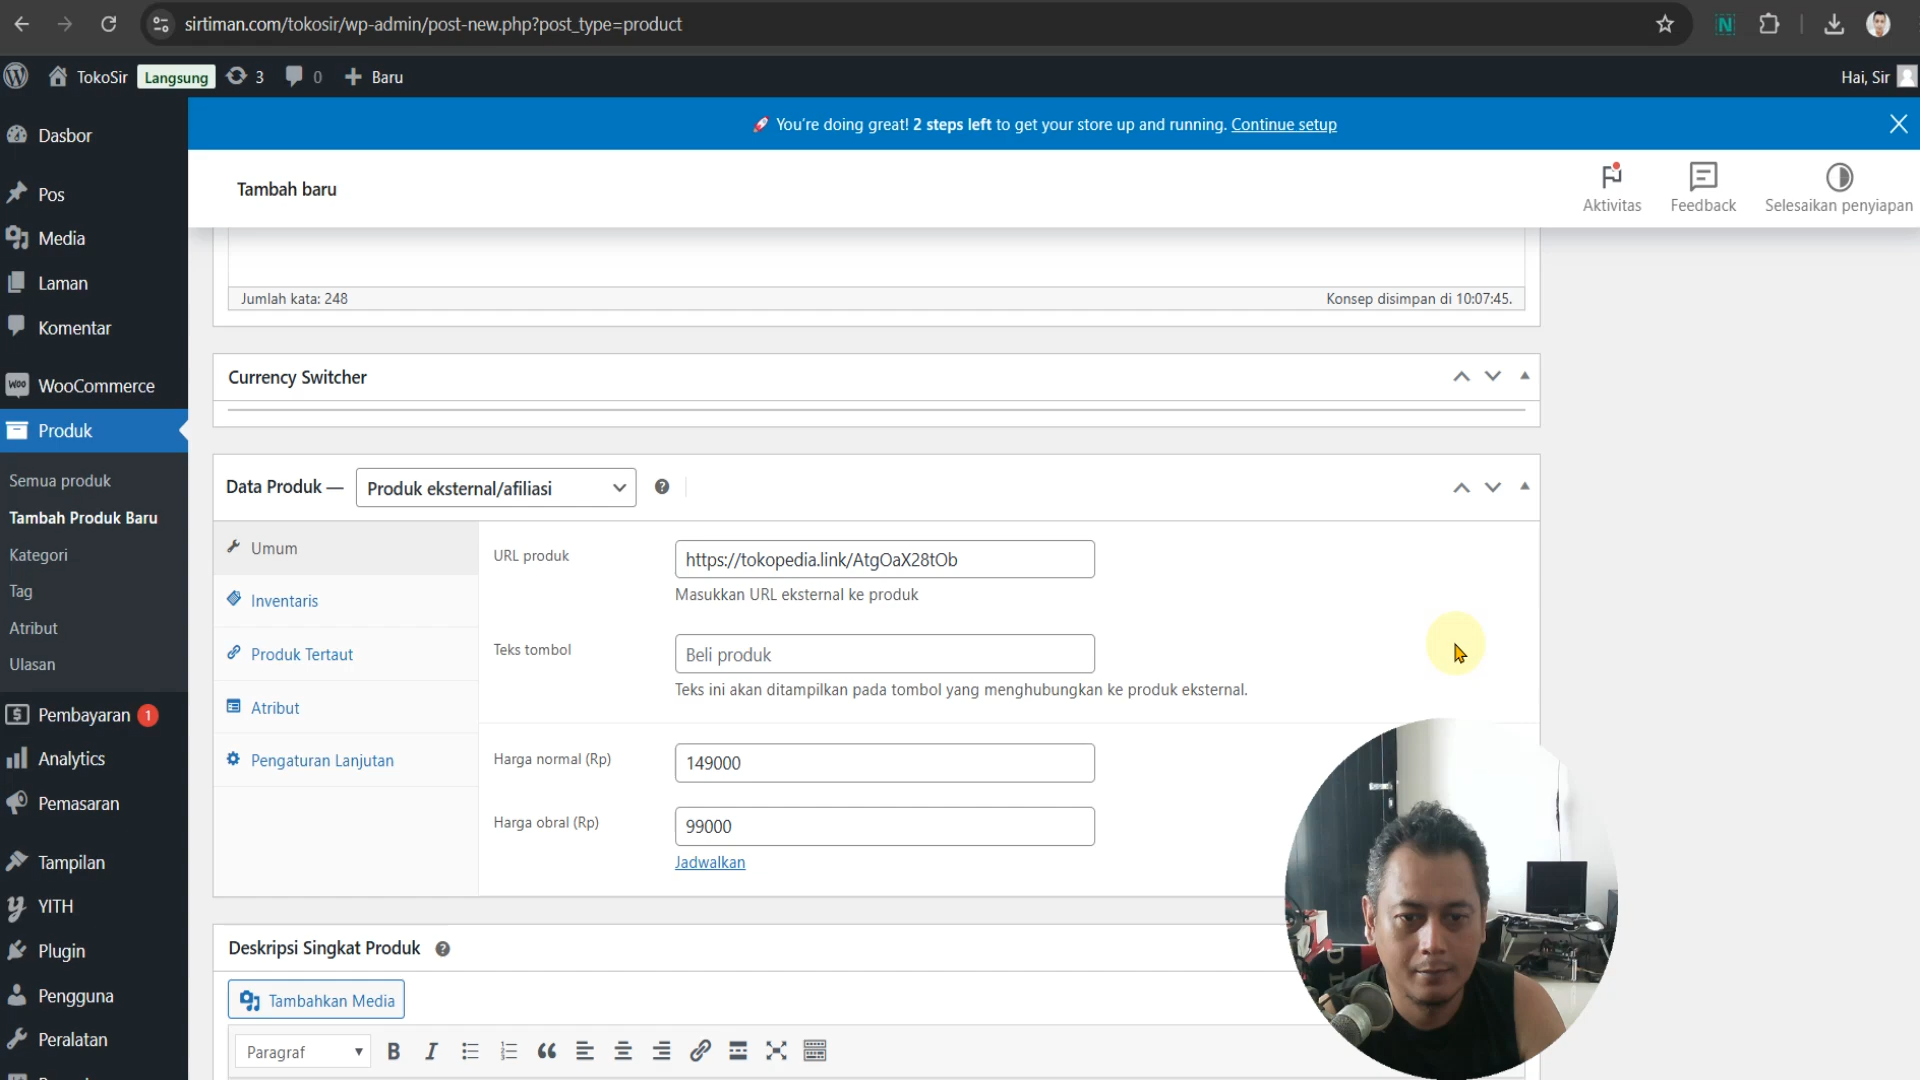 sirtiman.com/tokosir/wp-admin/post-new.php?post_type=product
N
TokoSir Langsung 3 0 + Baru
Hai, Sir
🚀 You're doing great! 2 steps left to get your store up and running. Continue setup
Tambah baru
Aktivitas
Feedback
Selesaikan penyiapan
Dasbor
Pos
Media
Laman
Komentar
Woo WooCommerce
Produk
Semua produk
Tambah Produk Baru
Kategori
Tag
Atribut
Ulasan
Pembayaran 1
Analytics
Pemasaran
Tampilan
YITH
Plugin
Pengguna
Peralatan
Jumlah kata: 248
Konsep disimpan di 10:07:45.
Currency Switcher
Data Produk — Produk eksternal/afiliasi
Umum
Inventaris
Produk Tertaut
Atribut
Pengaturan Lanjutan
URL produk
https://tokopedia.link/AtgOaX28tOb
Masukkan URL eksternal ke produk
Teks tombol
Beli produk
Teks ini akan ditampilkan pada tombol yang menghubungkan ke produk eksternal.
Harga normal (Rp)
149000
Harga obral (Rp)
99000
Jadwalkan
Deskripsi Singkat Produk
Tambahkan Media
Paragraf
B I